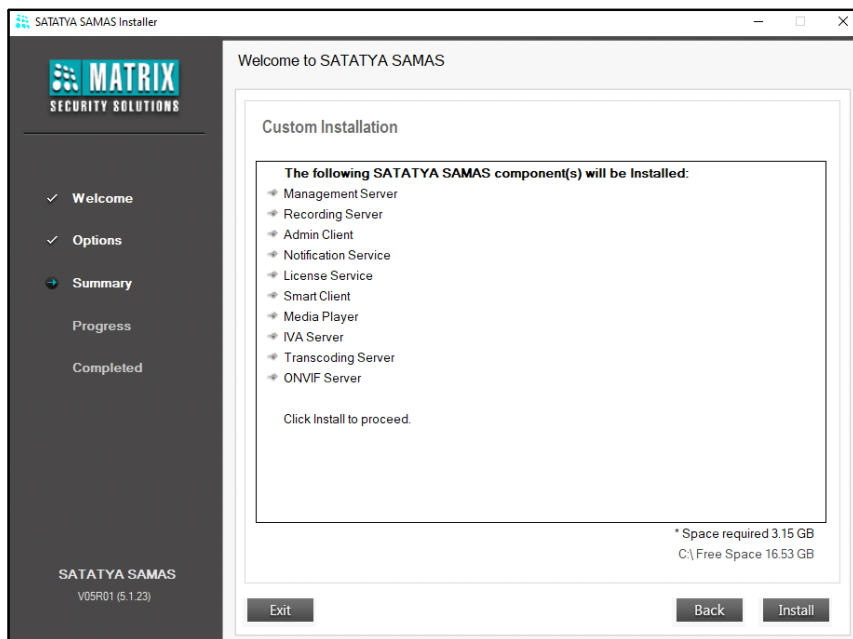 SATATYA SAMAS Installer
MATRIX
SECURITY SOLUTIONS
Welcome
Options
Summary
Progress
Completed
SATATYA SAMAS
V05R01 (5.1.23)
Welcome to SATATYA SAMAS
Custom Installation
The following SATATYA SAMAS component(s) will be Installed:
Management Server
Recording Server
Admin Client
Notification Service
License Service
Smart Client
Media Player
IVA Server
Transcoding Server
ONVIF Server
Click Install to proceed.
* Space required 3.15 GB
C:\ Free Space 16.53 GB
Exit
Back
Install